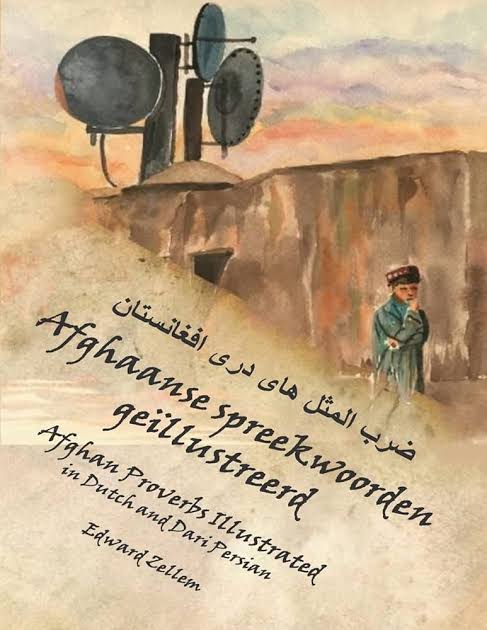 ضرب المثل های دری افغانستان
Afghaanse spreekwoorden
geïllustreerd
Afghan Proverbs Illustrated
in Dutch and Dari Persian
Edward Zellem